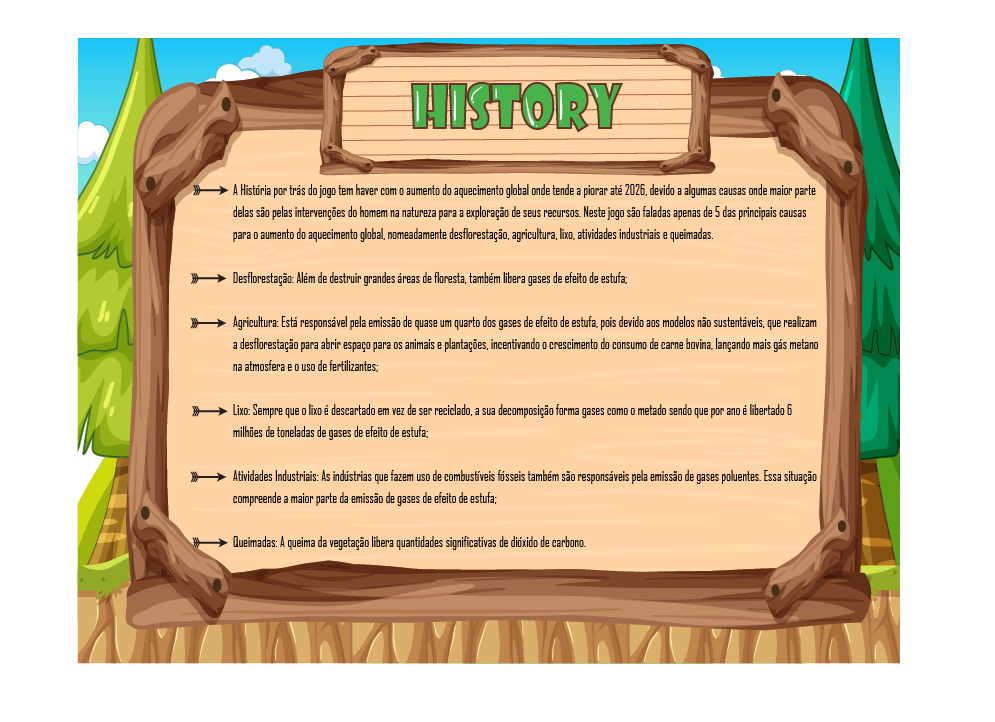 HISTORY
A História por trás do jogo tem haver com o aumento do aquecimento global onde tende a piorar até 2026, devido a algumas causas onde maior parte
delas são pelas intervenções do homem na natureza para a exploração de seus recursos. Neste jogo são faladas apenas de 5 das principais causas
para o aumento do aquecimento global, nomeadamente desflorestação, agricultura, lixo, atividades industriais e queimadas.
Desflorestação: Além de destruir grandes áreas de floresta, também libera gases de efeito de estufa;
Agricultura: Está responsável pela emissão de quase um quarto dos gases de efeito de estufa, pois devido aos modelos não sustentáveis, que realizam
a desflorestação para abrir espaço para os animais e plantações, incentivando o crescimento do consumo de carne bovina, lançando mais gás metano
na atmosfera e o uso de fertilizantes;
Lixo: Sempre que o lixo é descartado em vez de ser reciclado, a sua decomposição forma gases como o metado sendo que por ano é libertado 6
milhões de toneladas de gases de efeito de estufa;
Atividades Industriais: As indústrias que fazem uso de combustíveis fósseis também são responsáveis pela emissão de gases poluentes. Essa situação
compreende a maior parte da emissão de gases de efeito de estufa;
Queimadas: A queima da vegetação libera quantidades significativas de dióxido de carbono.